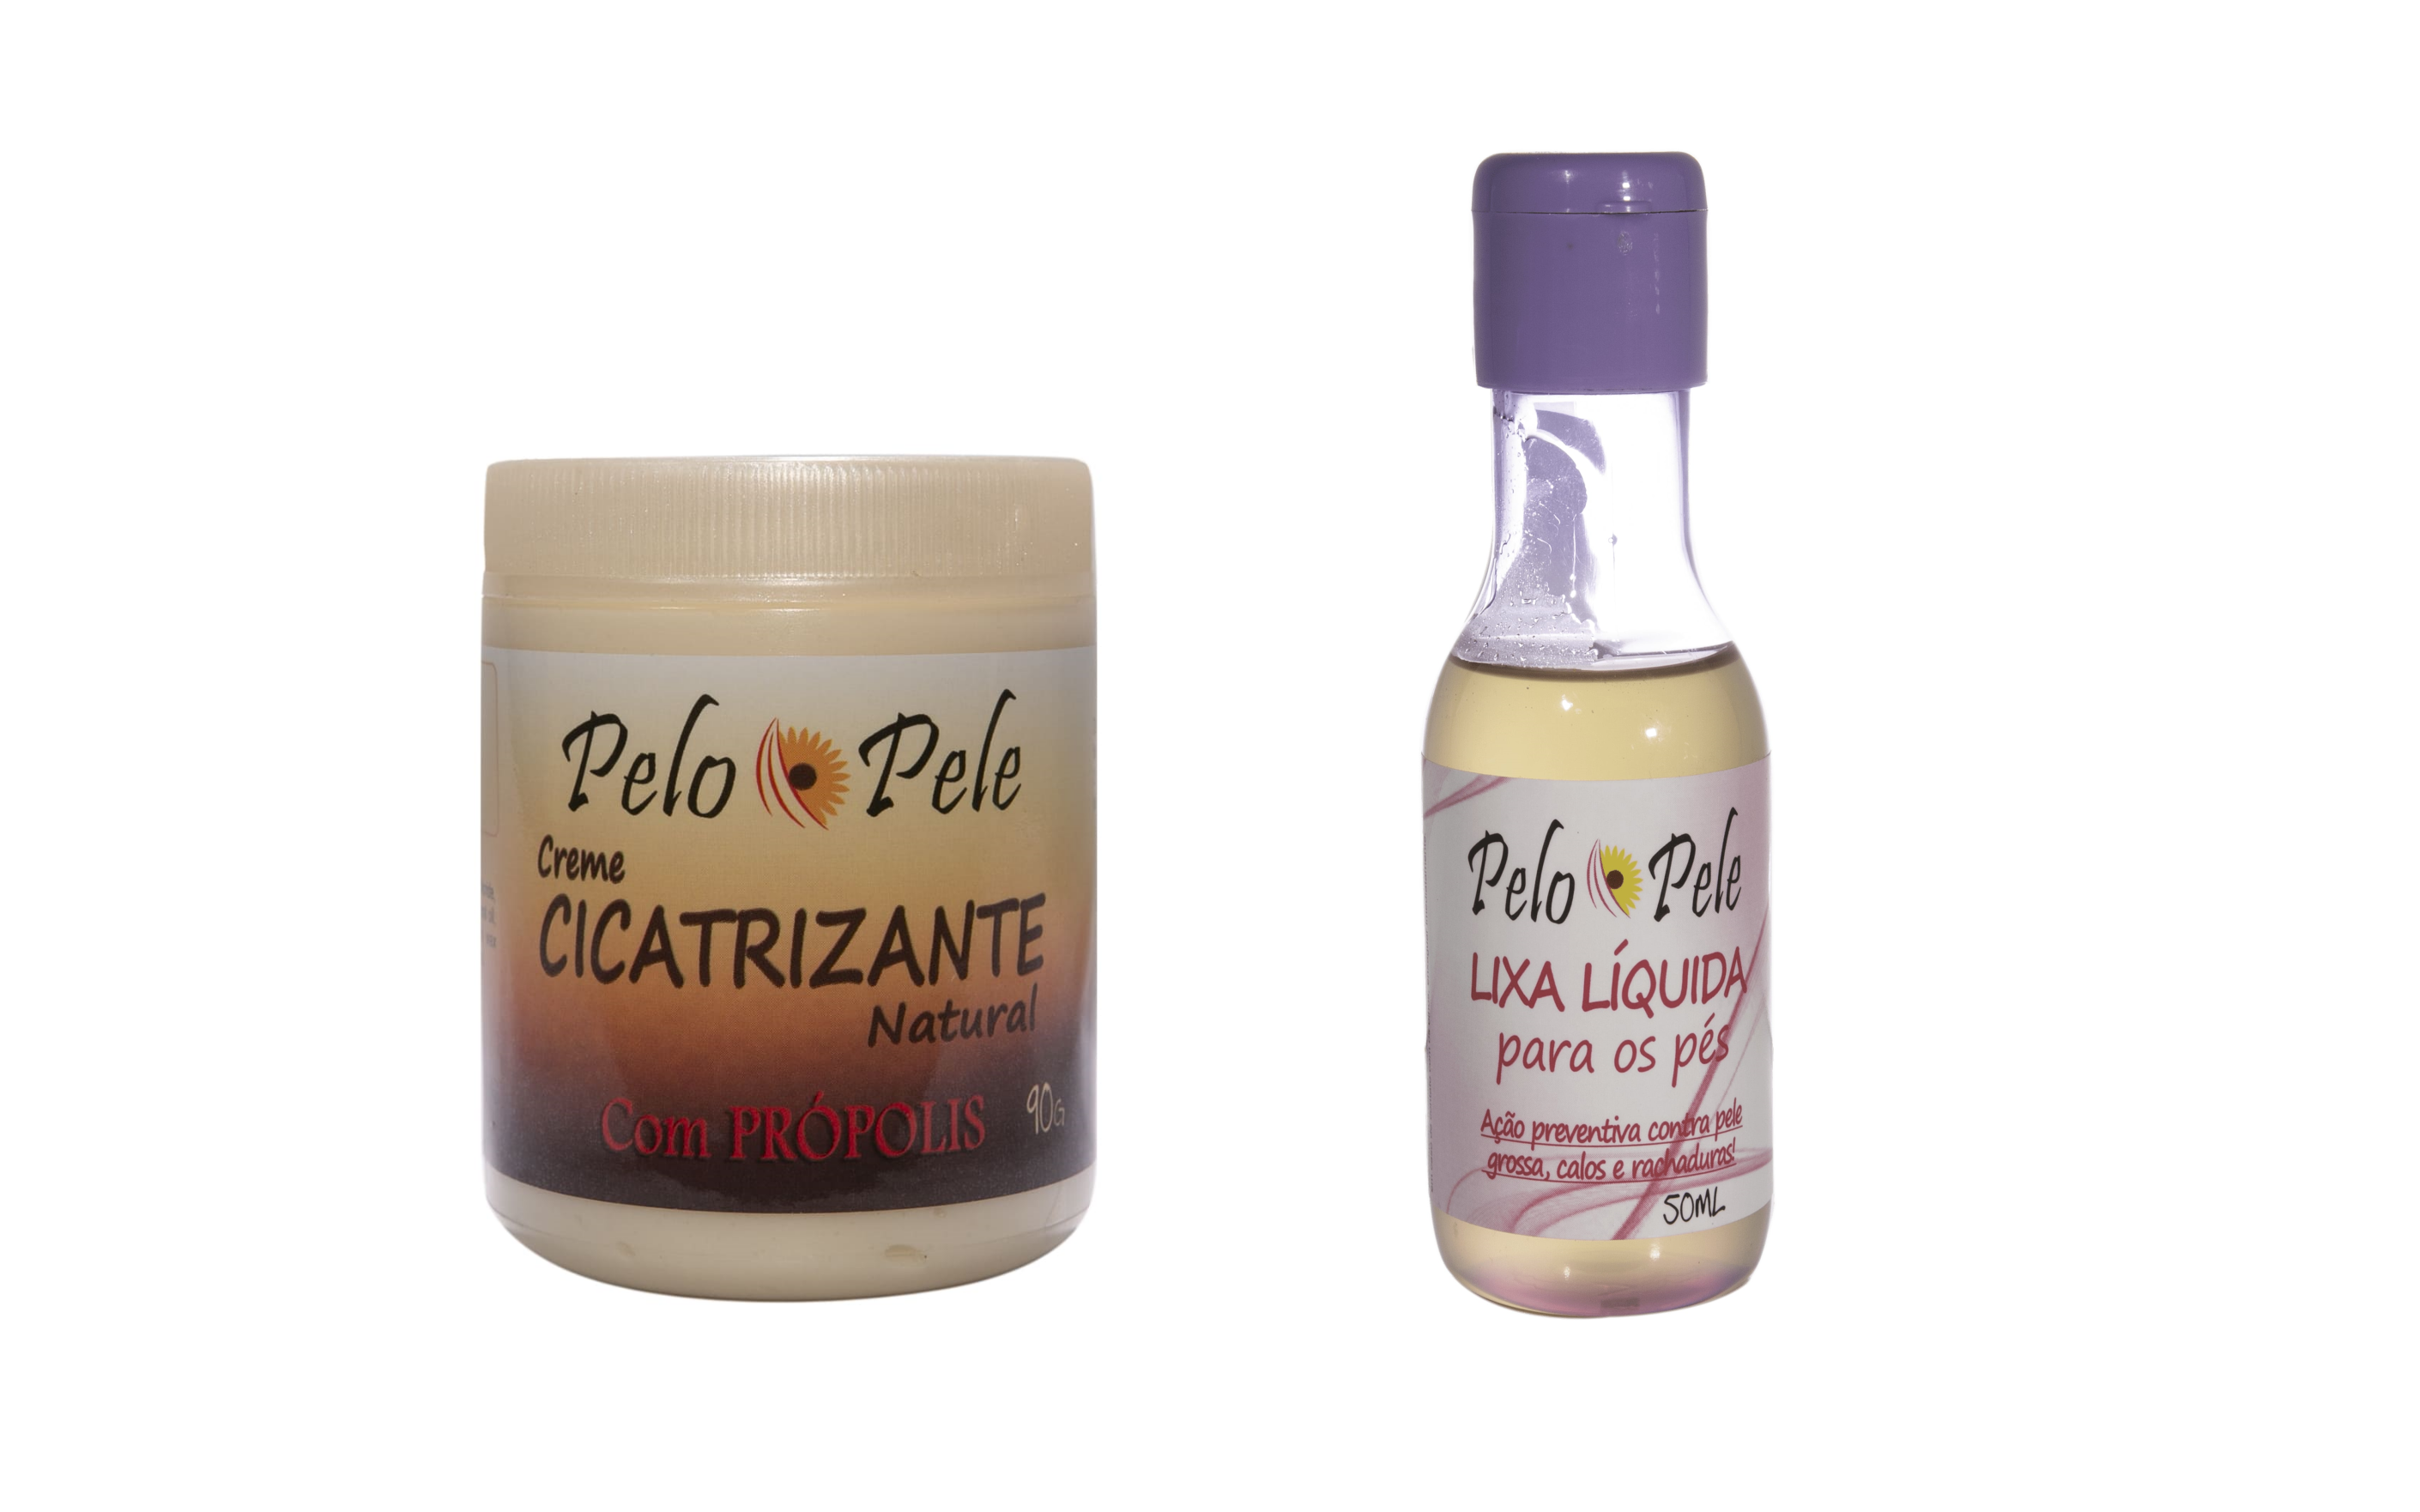 Pelo Pele
Creme
CICATRIZANTE
Natural
Com PRÓPOLIS
90G
Pelo Pele
LIXA LÍQUIDA
para os pés
Ação preventiva contra pele
grossa, calos e rachaduras!
50ML